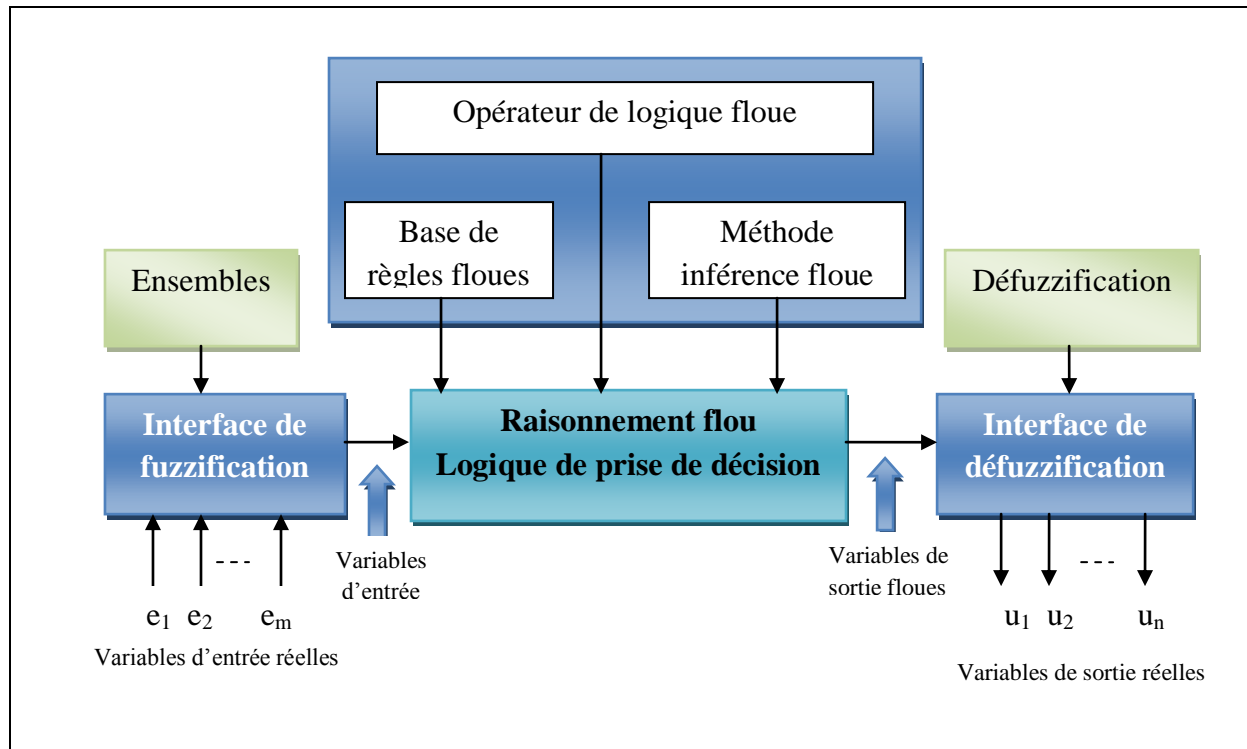 Opérateur de logique floue
Base de
règles floues
Méthode
inférence floue
Ensembles
Défuzzification
Interface de
fuzzification
Raisonnement flou
Logique de prise de décision
Interface de
défuzzification
Variables
d’entrée
Variables de
sortie floues
---
---
e₁ e₂ eₘ
u₁ u₂ uₙ
Variables d’entrée réelles
Variables de sortie réelles